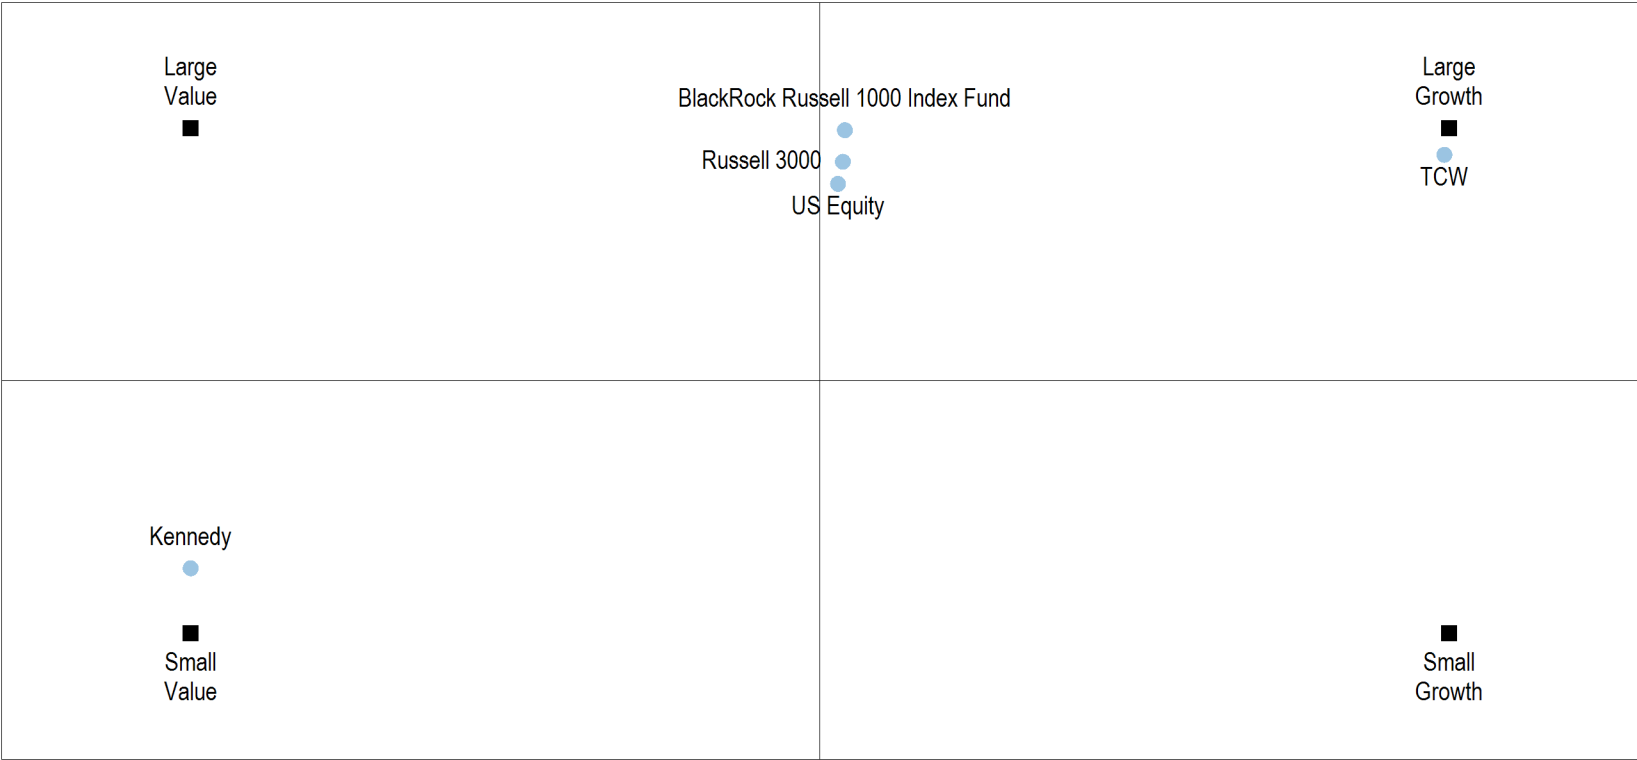 Large
Value
BlackRock Russell 1000 Index Fund
Large
Growth
Russell 3000
TCW
US Equity
Kennedy
Small
Value
Small
Growth